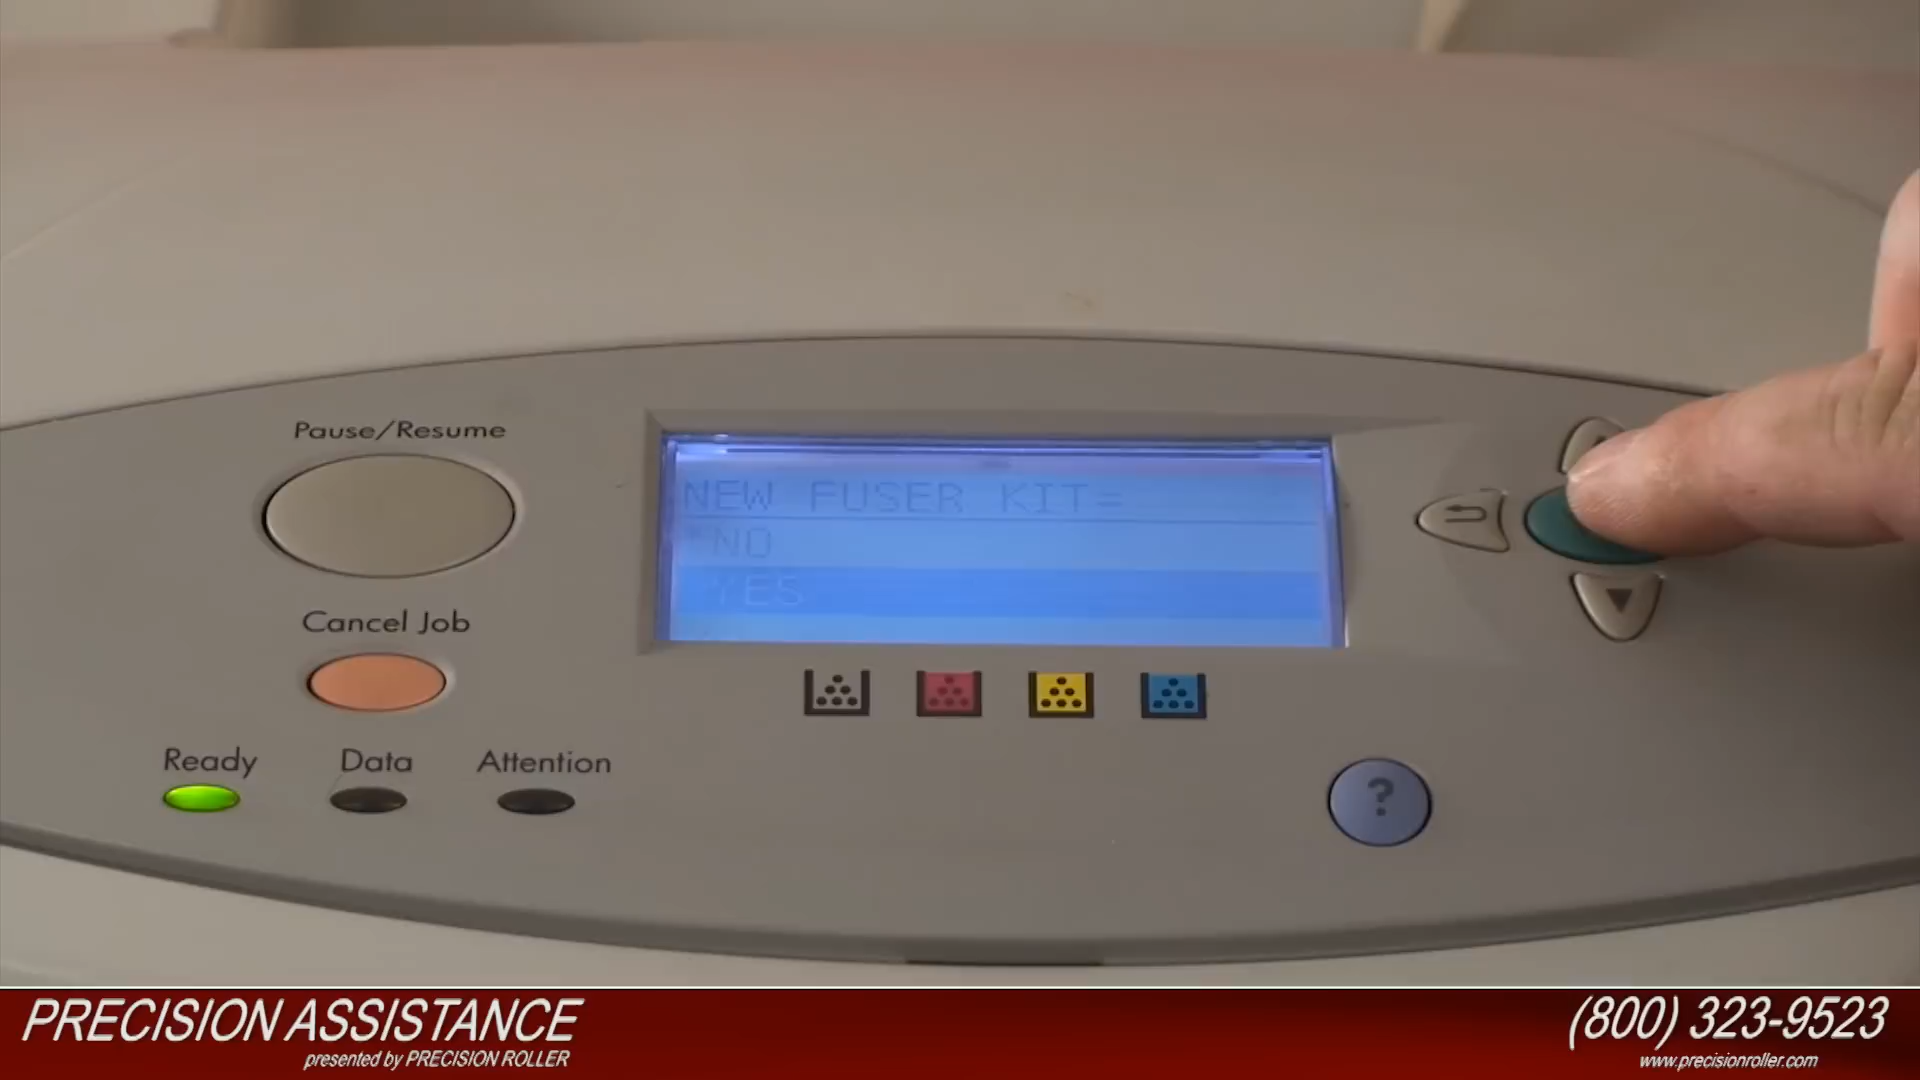 Pause/Resume
NEW FUSER KIT=
*NO
YES
Cancel Job
Ready
Data
Attention
?
PRECISION ASSISTANCE
presented by PRECISION ROLLER
(800) 323-9523
www.precisionroller.com